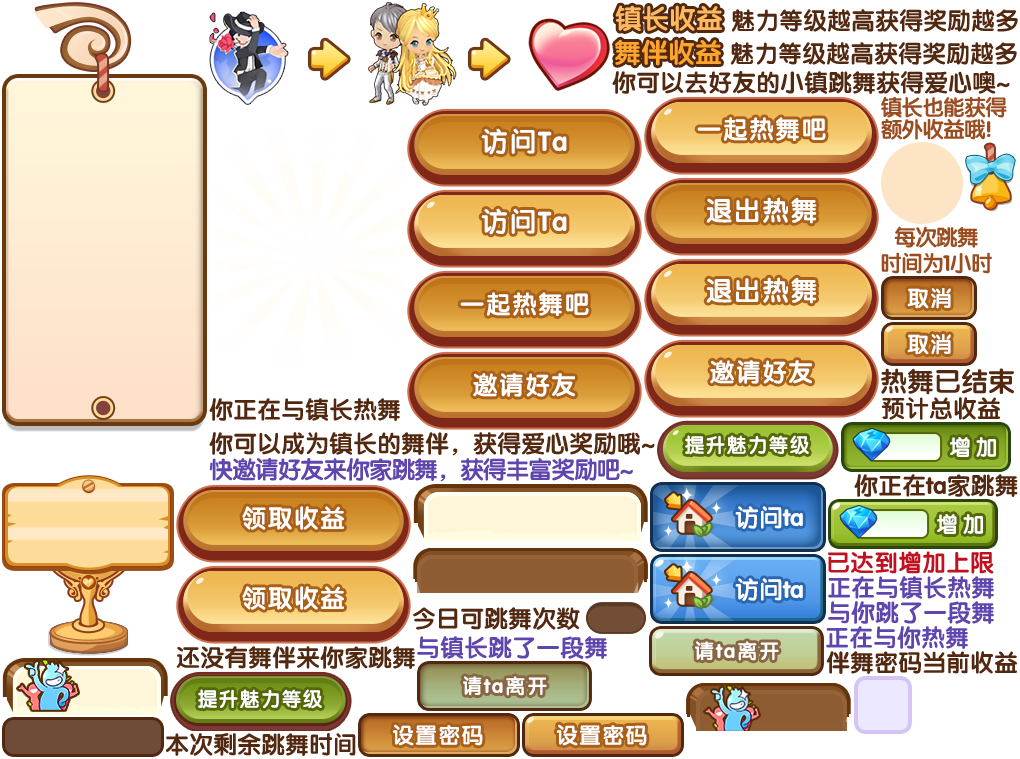 镇长收益 魅力等级越高获得奖励越多
舞伴收益 魅力等级越高获得奖励越多
你可以去好友的小镇跳舞获得爱心噢~
镇长也能获得
额外收益哦!
访问Ta
一起热舞吧
访问Ta
退出热舞
每次跳舞
时间为1小时
一起热舞吧
退出热舞
取消
取消
邀请好友
邀请好友
热舞已结束
预计总收益
你正在与镇长热舞
你可以成为镇长的舞伴，获得爱心奖励哦~
快邀请好友来你家跳舞，获得丰富奖励吧~
提升魅力等级
增加
你正在ta家跳舞
领取收益
访问ta
增加
领取收益
访问ta
已达到增加上限
正在与镇长热舞
与你跳了一段舞
正在与你热舞
伴舞密码当前收益
今日可跳舞次数
与镇长跳了一段舞
请ta离开
还没有舞伴来你家跳舞
请ta离开
提升魅力等级
本次剩余跳舞时间
设置密码
设置密码